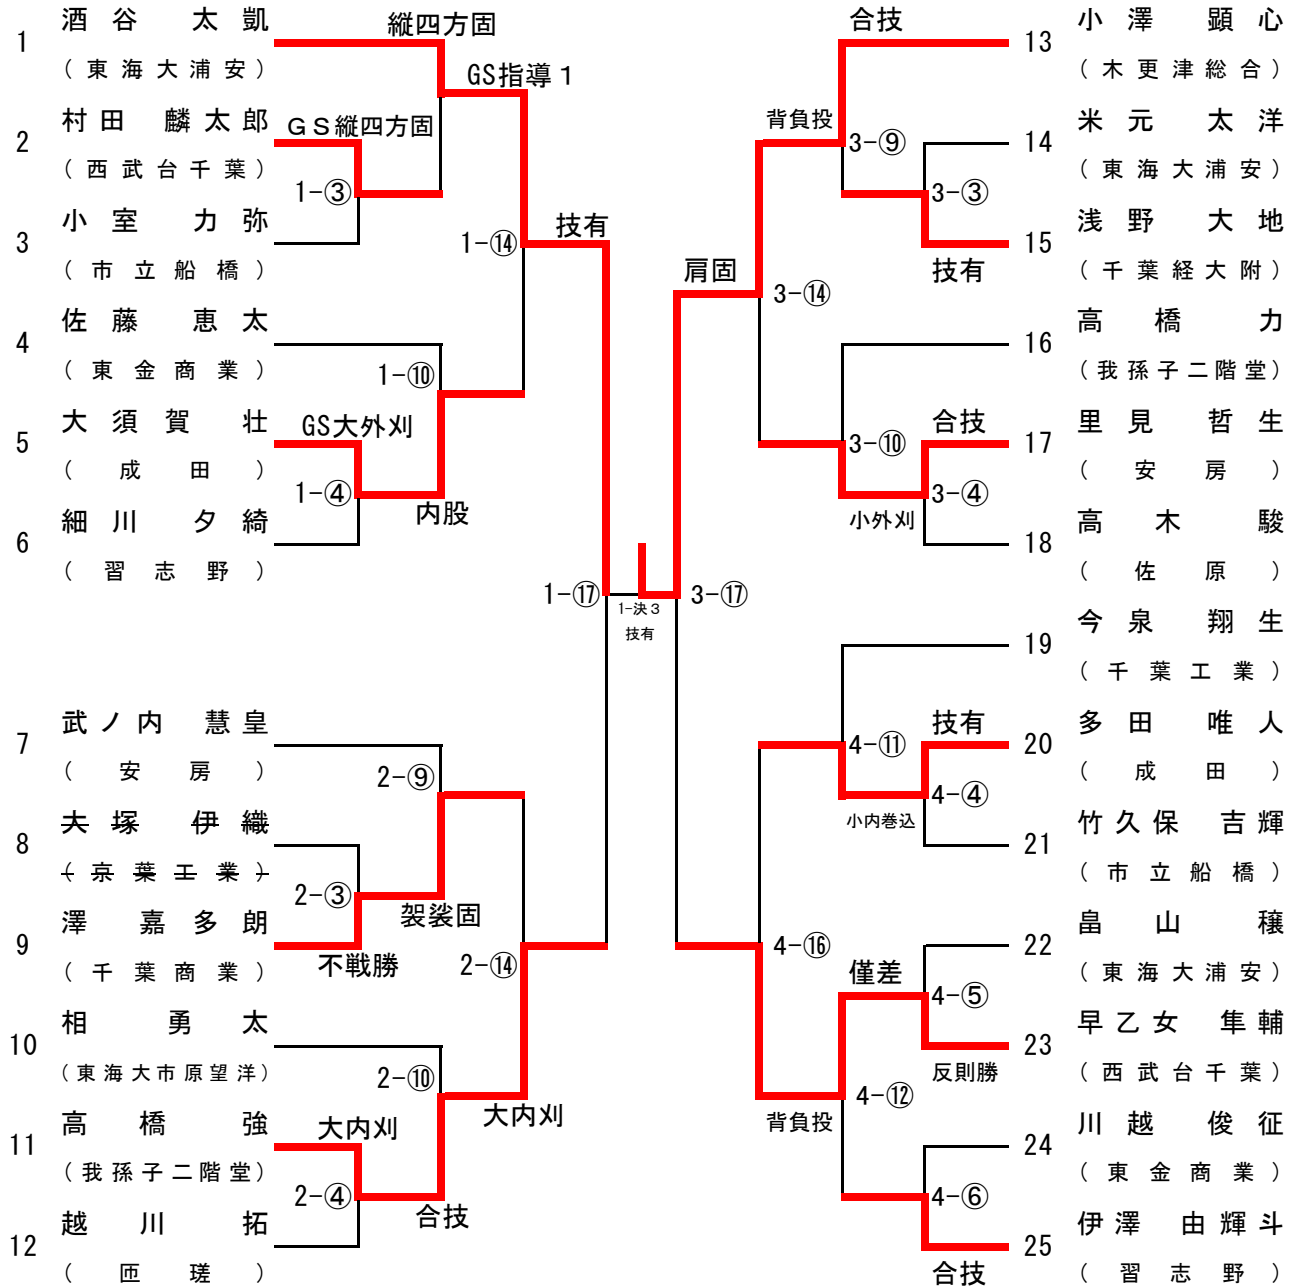 1 酒谷 太凱
(東海大浦安)
2 村田 麟太郎
(西武台千葉)
3 小室 力弥
(市立船橋)
4 佐藤 恵太
(東金商業)
5 大須賀 壮
(成田)
6 細川 夕綺
(習志野)
7 武ノ内 慧皇
(安房)
8 大塚 伊織
(京葉工業)
9 澤 嘉多朗
(千葉商業)
10 相 勇太
(東海大市原望洋)
11 高橋 強
(我孫子二階堂)
12 越川 拓
(匝瑳)
縦四方固
GS指導1
GS縦四方固
1-③
1-⑭
技有
1-⑩
GS大外刈
1-④
内股
1-⑰
2-⑨
2-③
袈裟固
不戦勝
2-⑭
2-⑩
大内刈
大内刈
2-④
合技
1-決3
技有
合技
背負投
3-⑨
3-③
技有
肩固
3-⑭
3-⑩
合技
3-④
小外刈
3-⑰
技有
4-⑪
4-④
小内巻込
4-⑯
僅差
4-⑤
反則勝
4-⑫
背負投
4-⑥
合技
13 小澤 顕心
(木更津総合)
14 米元 太洋
(東海大浦安)
15 浅野 大地
(千葉経大附)
16 高橋 力
(我孫子二階堂)
17 里見 哲生
(安房)
18 高木 駿
(佐原)
19 今泉 翔生
(千葉工業)
20 多田 唯人
(成田)
21 竹久保 吉輝
(市立船橋)
22 畠山 穣
(東海大浦安)
23 早乙女 隼輔
(西武台千葉)
24 川越 俊征
(東金商業)
25 伊澤 由輝斗
(習志野)